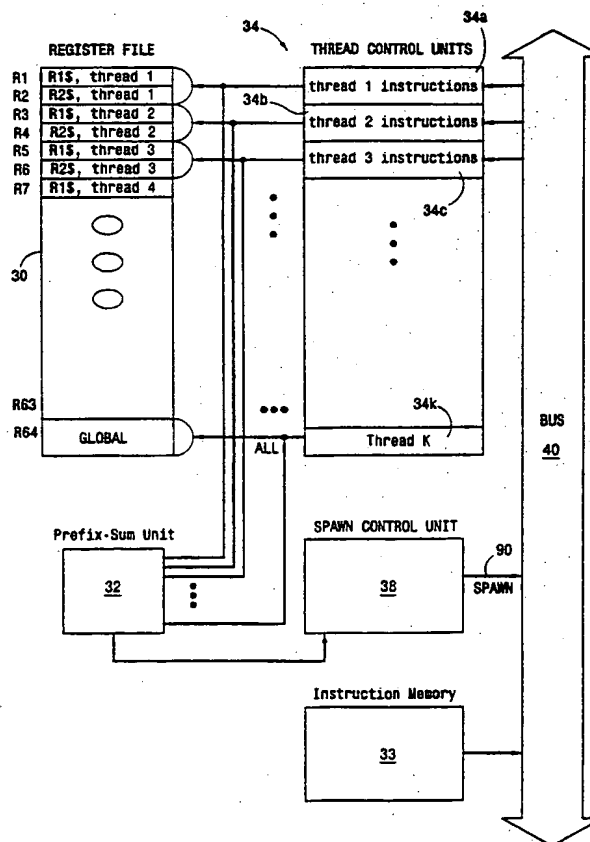 34
34a
REGISTER FILE
THREAD CONTROL UNITS
R1 R1$, thread 1
thread 1 instructions
R2 R2$, thread 1
34b
R3 R1$, thread 2
thread 2 instructions
R4 R2$, thread 2
R5 R1$, thread 3
thread 3 instructions
R6 R2$, thread 3
R7 R1$, thread 4
34c
30
R63
34k
R64 GLOBAL
ALL
Thread K
BUS
40
Prefix-Sum Unit
SPAWN CONTROL UNIT
32
38
90
SPAWN
Instruction Memory
33